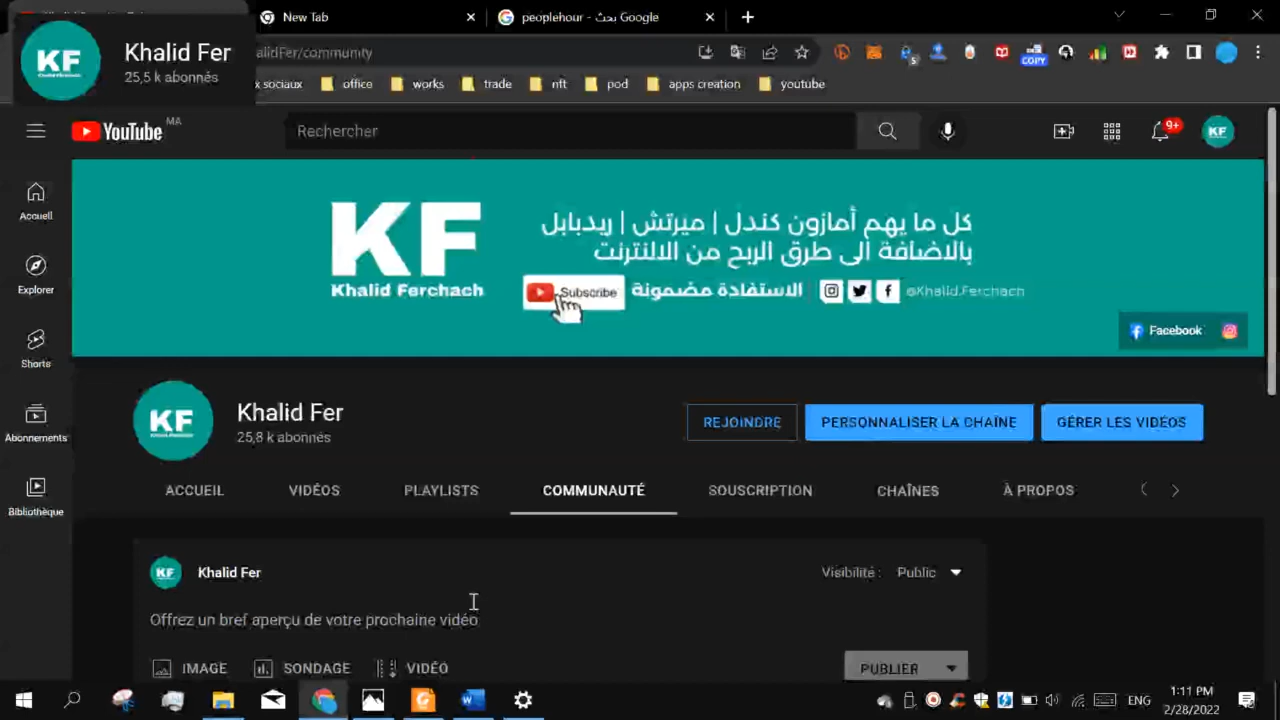 New Tab
peoplehour - بحث Google
KF
Khalid Fer
25,5 k abonnés
alidFer/community
COPY
x sociaux
office
works
trade
nft
pod
apps creation
youtube
YouTube MA
Rechercher
9+
KF
Accueil
Explorer
Shorts
Abonnements
Bibliothèque
KF
Khalid Ferchach
كل ما يهم أمازون كندل | ميرتش | ريدبابل
بالاضافة الى طرق الربح من الانترنت
Subscribe
الاستفادة مضمونة
@Khalid.Ferchach
Facebook
KF
Khalid Fer
25,8 k abonnés
REJOINDRE
PERSONNALISER LA CHAÎNE
GÉRER LES VIDÉOS
ACCUEIL
VIDÉOS
PLAYLISTS
COMMUNAUTÉ
SOUSCRIPTION
CHAÎNES
À PROPOS
KF
Khalid Fer
Visibilité : Public
Offrez un bref aperçu de votre prochaine vidéo
IMAGE
SONDAGE
VIDÉO
PUBLIER
ENG
1:11 PM
2/28/2022